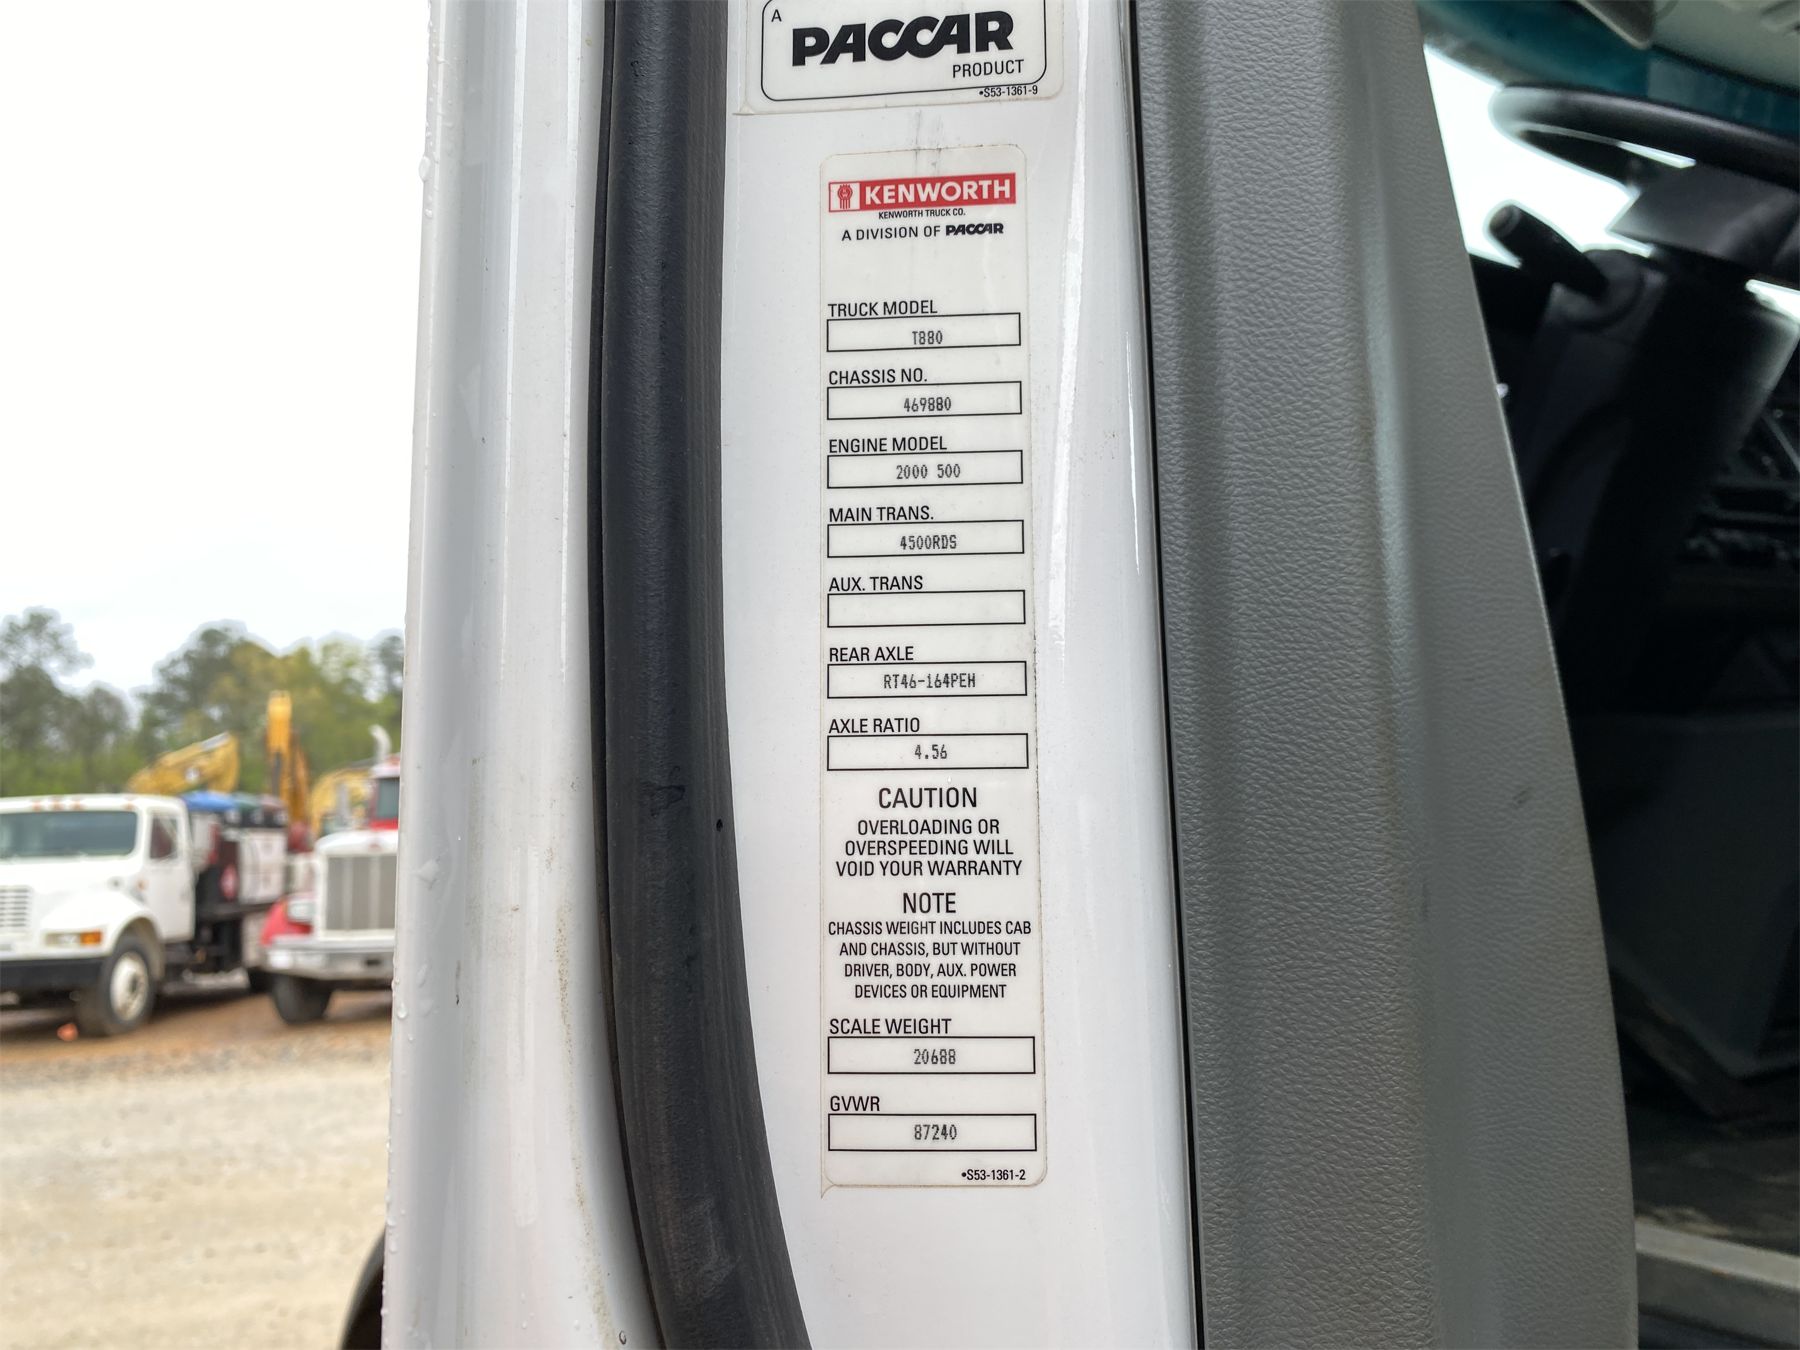 A
PACCAR
PRODUCT
•S53-1361-9
KENWORTH
KENWORTH TRUCK CO.
A DIVISION OF PACCAR
TRUCK MODEL
T880
CHASSIS NO.
469880
ENGINE MODEL
2000 500
MAIN TRANS.
4500RDS
AUX. TRANS
REAR AXLE
RT46-164PEH
AXLE RATIO
4.56
CAUTION
OVERLOADING OR
OVERSPEEDING WILL
VOID YOUR WARRANTY
NOTE
CHASSIS WEIGHT INCLUDES CAB
AND CHASSIS, BUT WITHOUT
DRIVER, BODY, AUX. POWER
DEVICES OR EQUIPMENT
SCALE WEIGHT
20688
GVWR
87240
•S53-1361-2